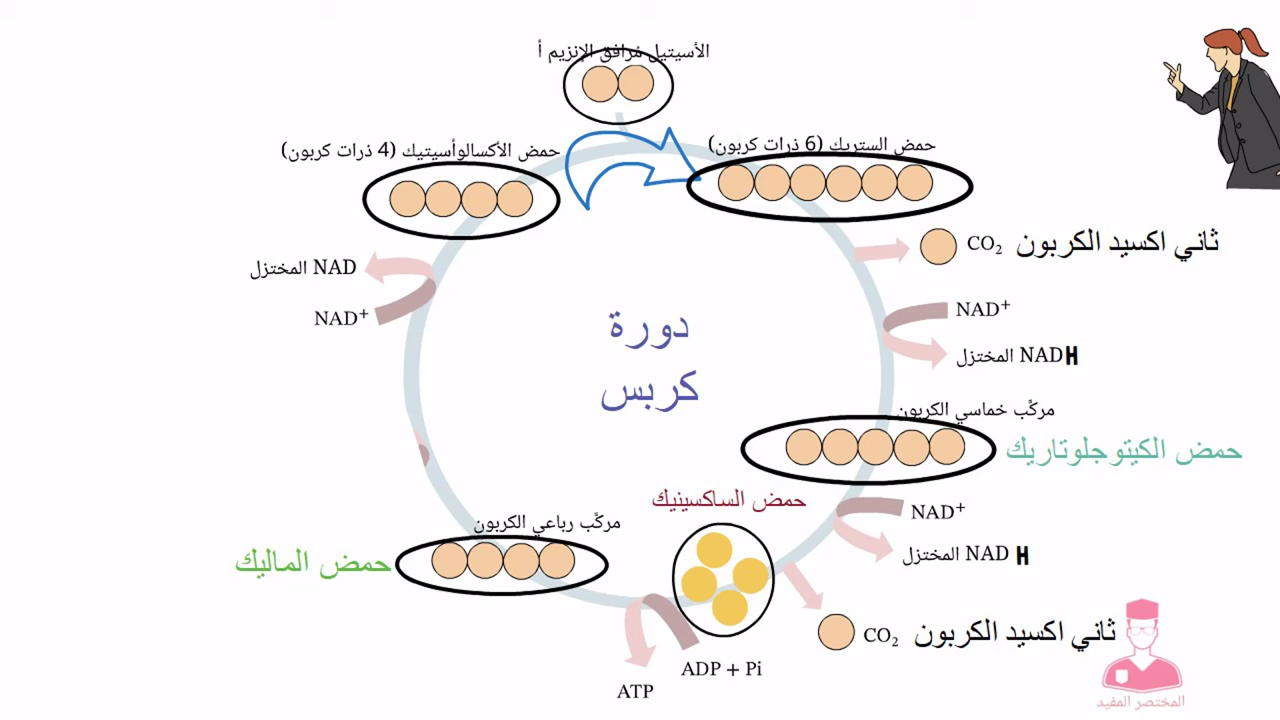 الأسيتيل مُرافق الإنزيم أ
حمض الأكسالوأسيتيك (4 ذرات كربون)
حمض الستريك (6 ذرات كربون)
CO₂ ثاني اكسيد الكربون
NAD المختزل
NAD⁺
NAD⁺
NADH المختزل
دورة
كربس
مركَّب خماسي الكربون
حمض الكيتوجلوتاريك
حمض الساكسينيك
NAD⁺
NAD H المختزل
مركَّب رباعي الكربون
حمض الماليك
CO₂ ثاني اكسيد الكربون
ADP + Pi
ATP
المختصر المفيد